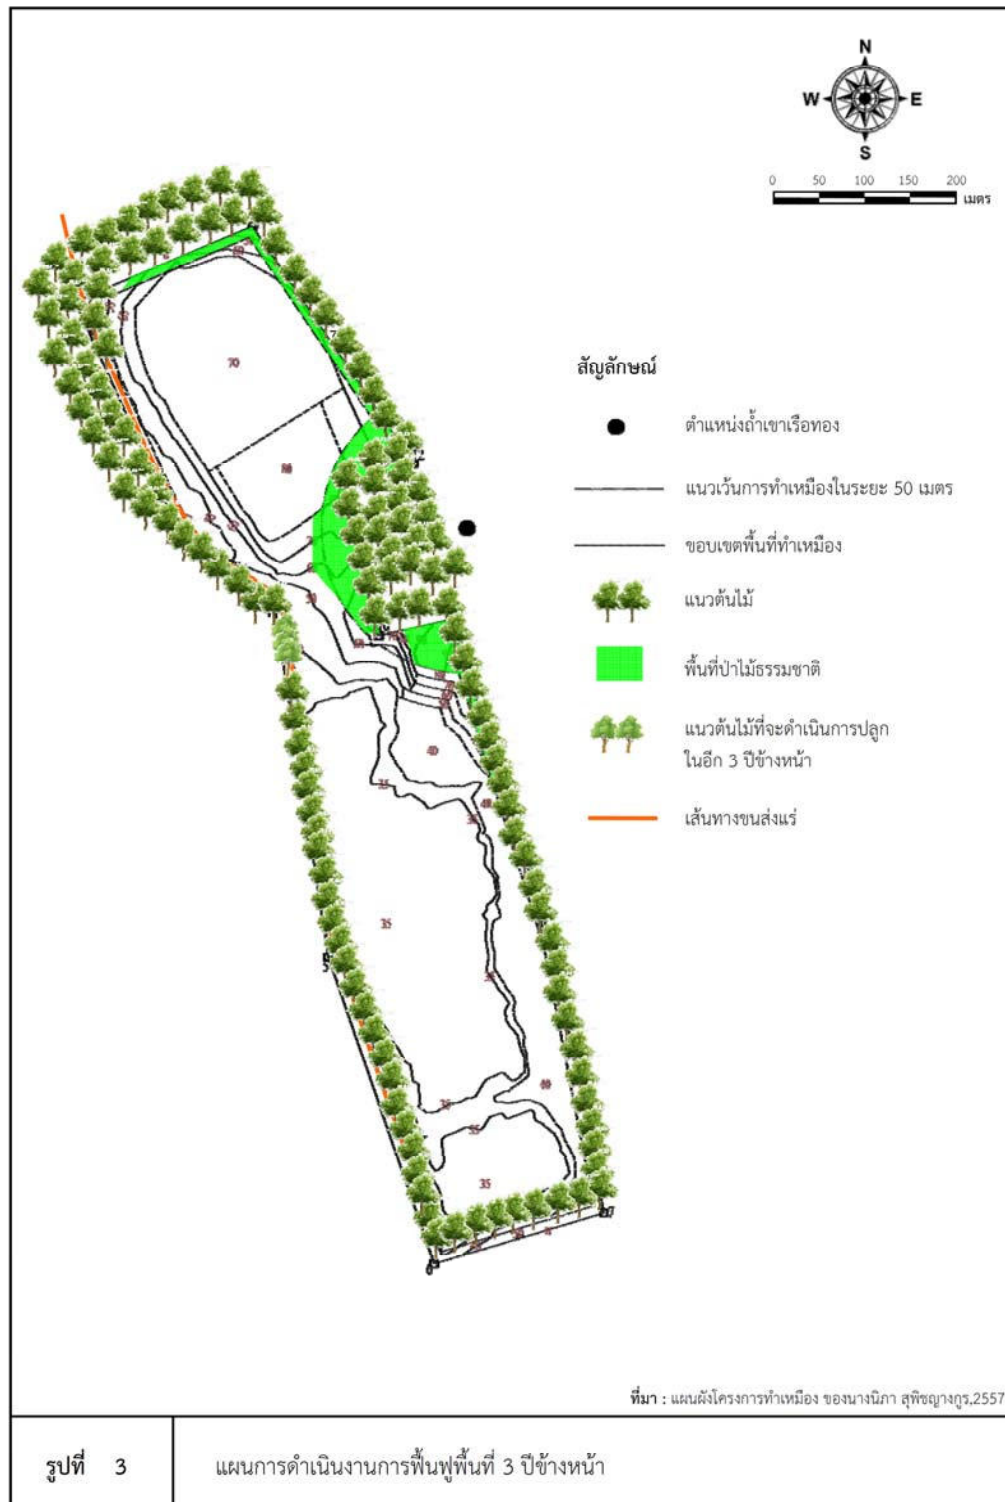 N
W E
S
0 50 100 150 200
เมตร
สัญลักษณ์
ตำแหน่งถ้ำเขาเรือทอง
แนวเว้นการทำเหมืองในระยะ 50 เมตร
ขอบเขตพื้นที่ทำเหมือง
แนวต้นไม้
พื้นที่ป่าไม้ธรรมชาติ
แนวต้นไม้ที่จะดำเนินการปลูก
ในอีก 3 ปีข้างหน้า
เส้นทางขนส่งแร่
70
50
40
35
40
35
35
40
35
35
35
ที่มา : แผนผังโครงการทำเหมือง ของนางนิภา สุพิชญางกูร,2557
รูปที่ 3
แผนการดำเนินงานการฟื้นฟูพื้นที่ 3 ปีข้างหน้า